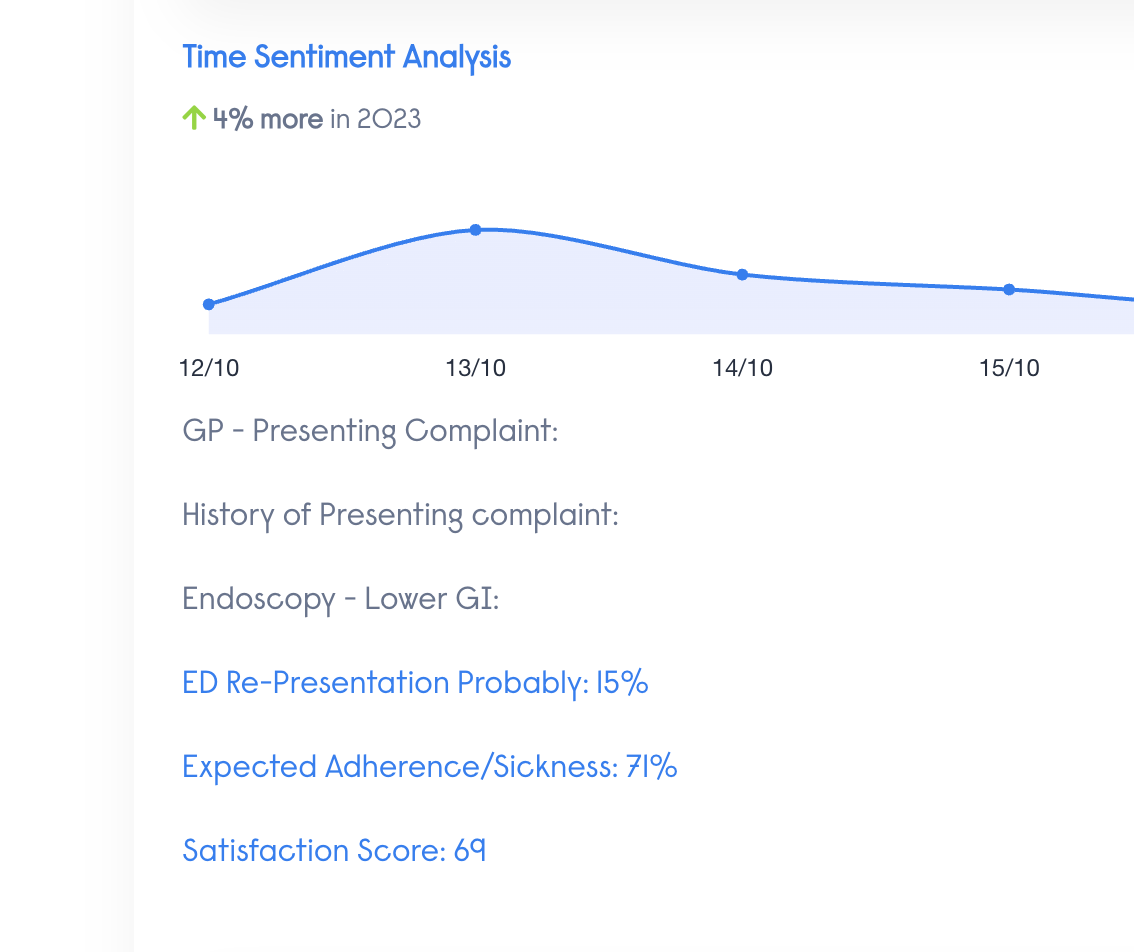 Time Sentiment Analysis
4% more in 2023
12/10 13/10 14/10 15/10
GP - Presenting Complaint:
History of Presenting complaint:
Endoscopy - Lower GI:
ED Re-Presentation Probably: 15%
Expected Adherence/Sickness: 71%
Satisfaction Score: 69